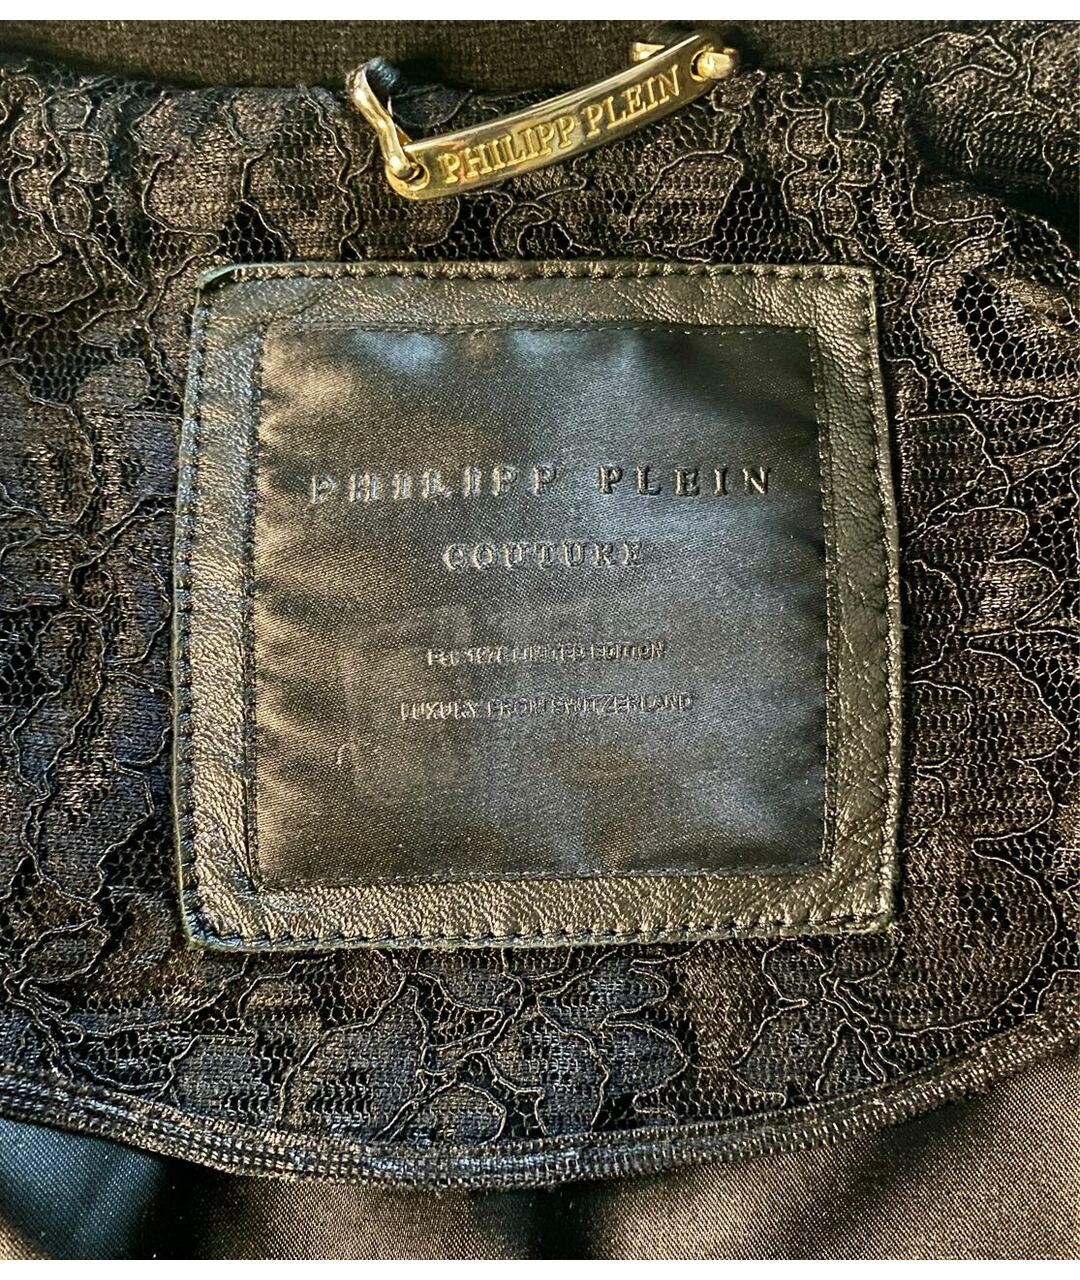 PHILIPP PLEIN
PHILIPP PLEIN
COUTURE
LIMITED EDITION
LUXURY FROM SWITZERLAND